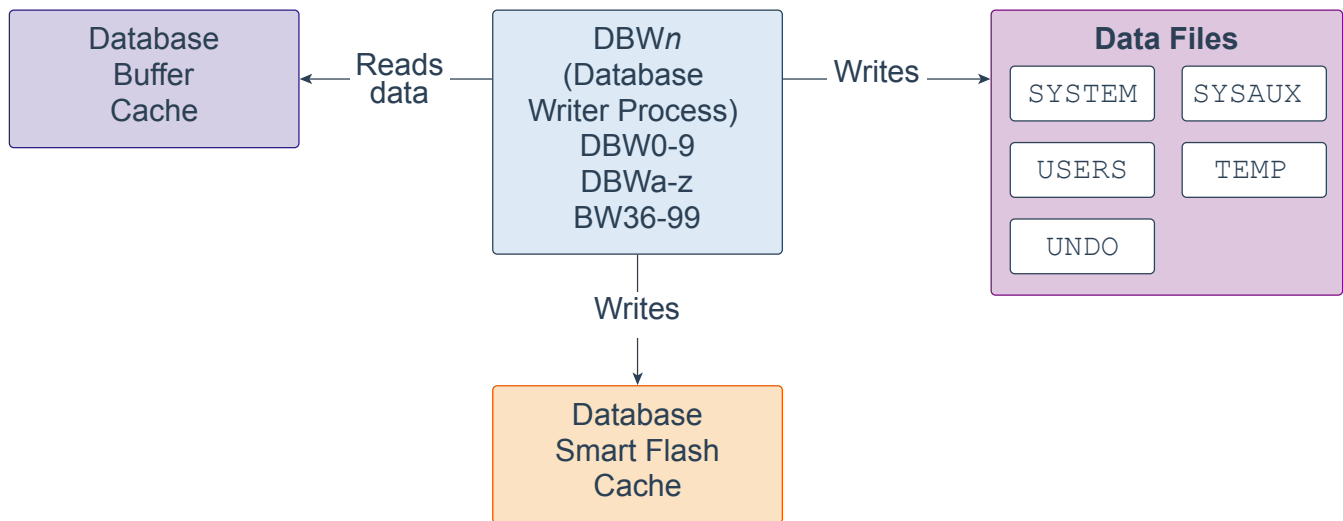 Database
Buffer
Cache
Reads
data
DBWn
(Database
Writer Process)
DBW0-9
DBWa-z
BW36-99
Writes
Data Files
SYSTEM
SYSAUX
USERS
TEMP
UNDO
Writes
Database
Smart Flash
Cache